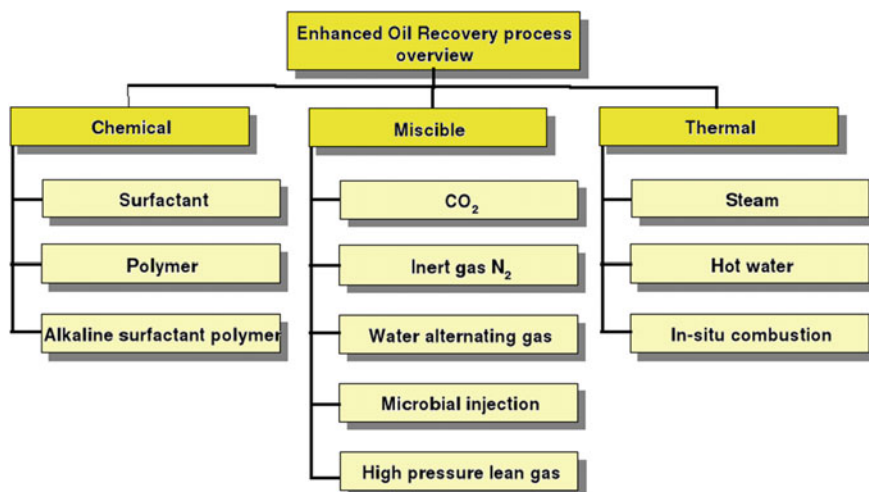 Enhanced Oil Recovery process
overview
Chemical
Miscible
Thermal
Surfactant
Polymer
Alkaline surfactant polymer
CO₂
Inert gas N₂
Water alternating gas
Microbial injection
High pressure lean gas
Steam
Hot water
In-situ combustion